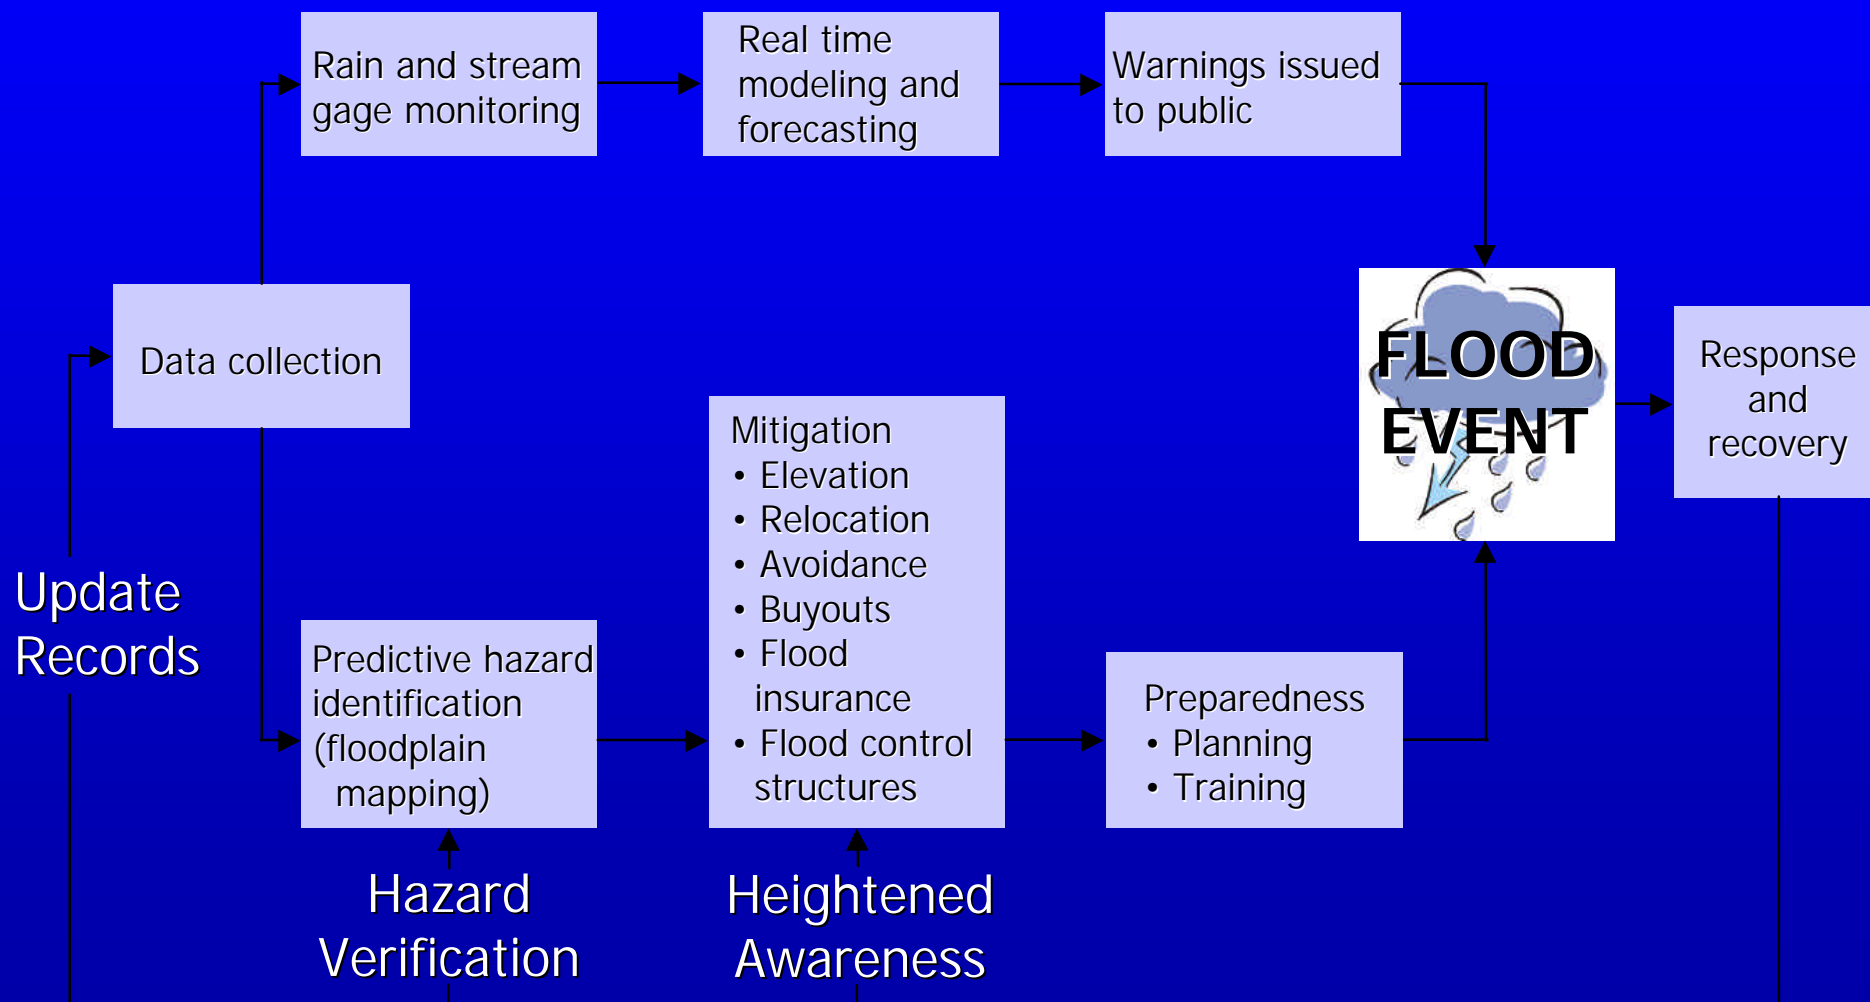 Rain and stream
gage monitoring
Real time
modeling and
forecasting
Warnings issued
to public
Data collection
FLOOD
EVENT
Response
and
recovery
Update
Records
Predictive hazard
identification
(floodplain
mapping)
Mitigation
• Elevation
• Relocation
• Avoidance
• Buyouts
• Flood
insurance
• Flood control
structures
Preparedness
• Planning
• Training
Hazard
Verification
Heightened
Awareness